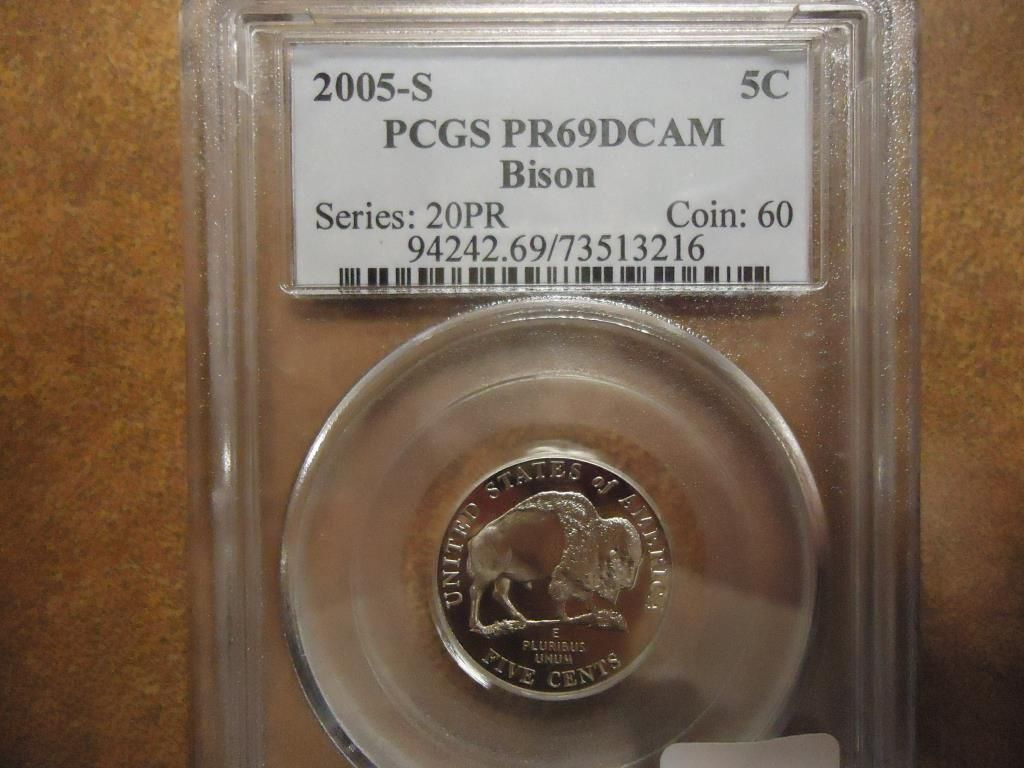 2005-S 5C
PCGS PR69DCAM
Bison
Series: 20PR Coin: 60
94242.69/73513216
UNITED STATES of AMERICA
E
PLURIBUS
UNUM
FIVE CENTS